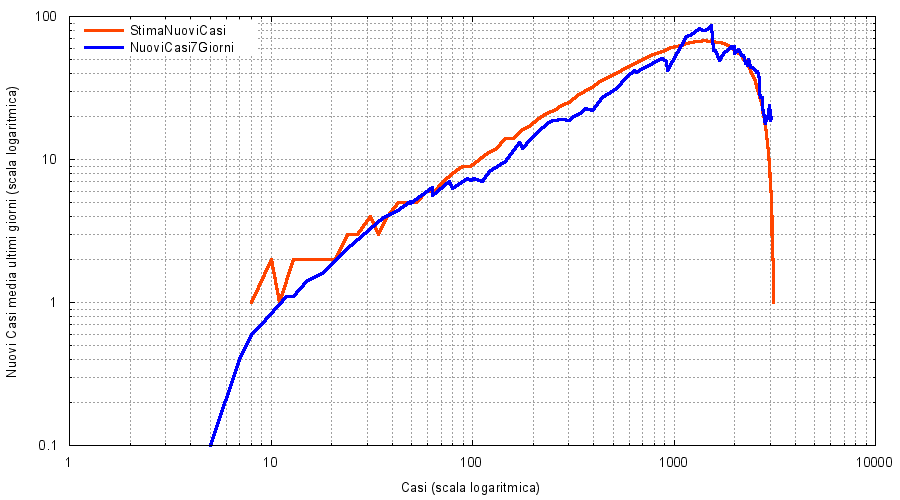 StimaNuoviCasi
NuoviCasi7Giorni
Nuovi Casi media ultimi giorni (scala logaritmica)
100
10
1
0.1
1
10
100
1000
10000
Casi (scala logaritmica)